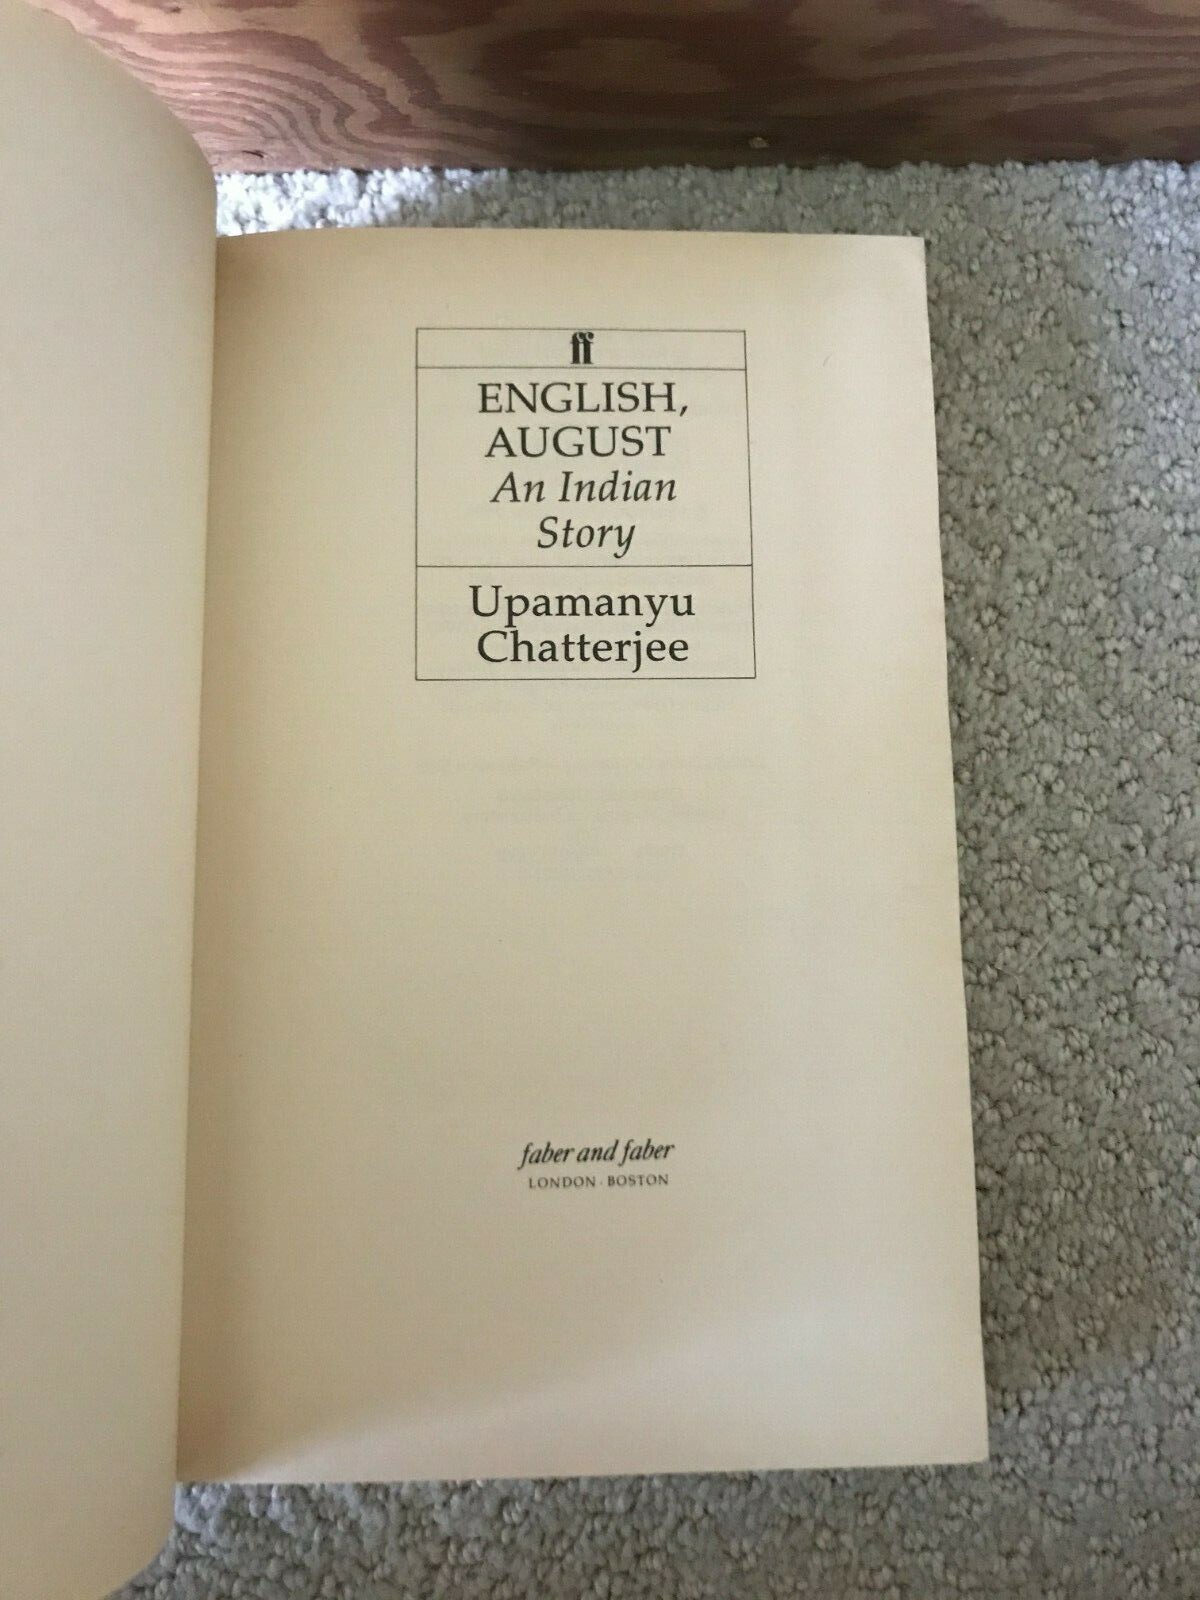 ff
ENGLISH,
AUGUST
An Indian
Story
Upamanyu
Chatterjee
faber and faber
LONDON · BOSTON